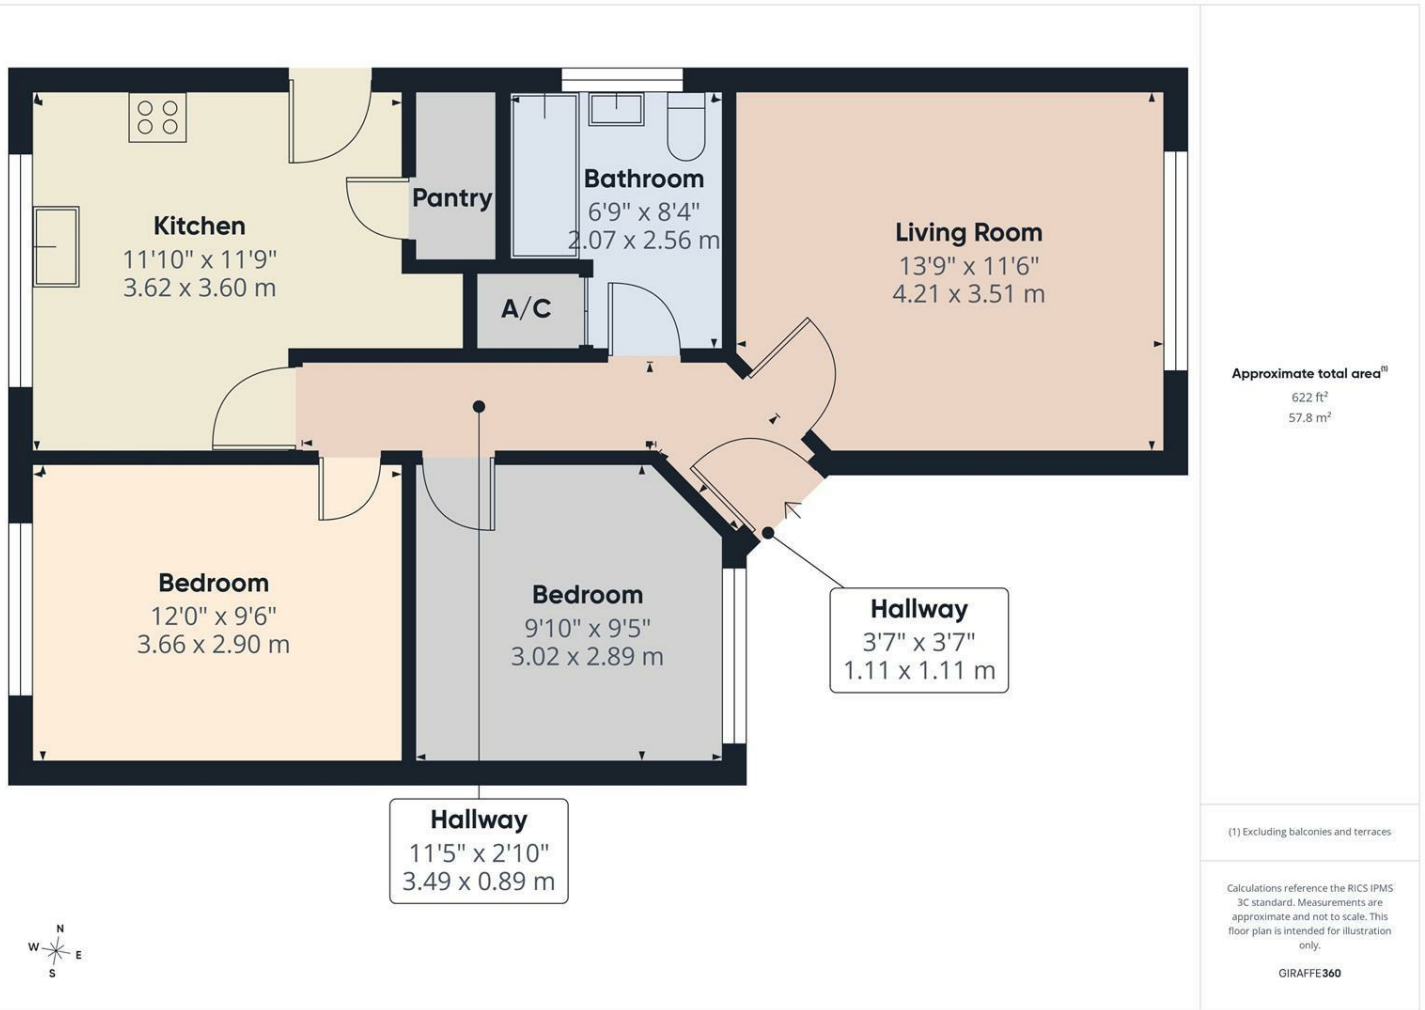 Kitchen
11'10" x 11'9"
3.62 x 3.60 m
Pantry
A/C
Bathroom
6'9" x 8'4"
2.07 x 2.56 m
Living Room
13'9" x 11'6"
4.21 x 3.51 m
Bedroom
12'0" x 9'6"
3.66 x 2.90 m
Bedroom
9'10" x 9'5"
3.02 x 2.89 m
Hallway
3'7" x 3'7"
1.11 x 1.11 m
Hallway
11'5" x 2'10"
3.49 x 0.89 m
N
W
E
S
Approximate total area(1)
622 ft²
57.8 m²
(1) Excluding balconies and terraces
Calculations reference the RICS IPMS
3C standard. Measurements are
approximate and not to scale. This
floor plan is intended for illustration
only.
GIRAFFE360